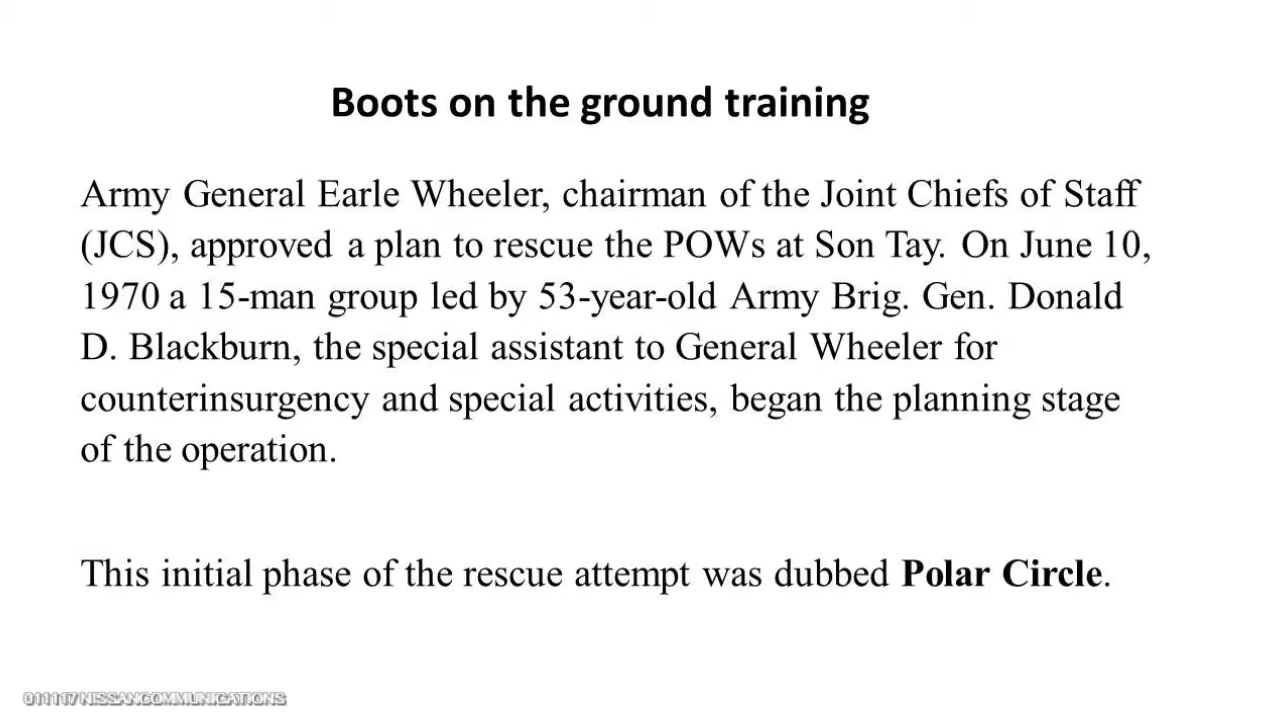 Boots on the ground training
Army General Earle Wheeler, chairman of the Joint Chiefs of Staff
(JCS), approved a plan to rescue the POWs at Son Tay. On June 10,
1970 a 15-man group led by 53-year-old Army Brig. Gen. Donald
D. Blackburn, the special assistant to General Wheeler for
counterinsurgency and special activities, began the planning stage
of the operation.
This initial phase of the rescue attempt was dubbed Polar Circle.
011117 NISSANCOMMUNICATIONS